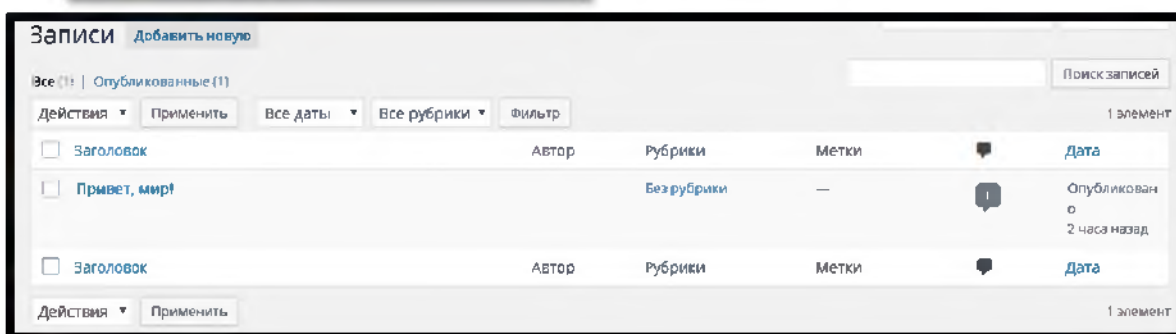 Записи Добавить новую
Все (1) | Опубликованные (1)
Поиск записей
Действия Применить Все даты Все рубрики Фильтр 1 элемент
Заголовок Автор Рубрики Метки Дата
Привет, мир! Без рубрики — 1 Опубликован
о
2 часа назад
Заголовок Автор Рубрики Метки Дата
Действия Применить 1 элемент